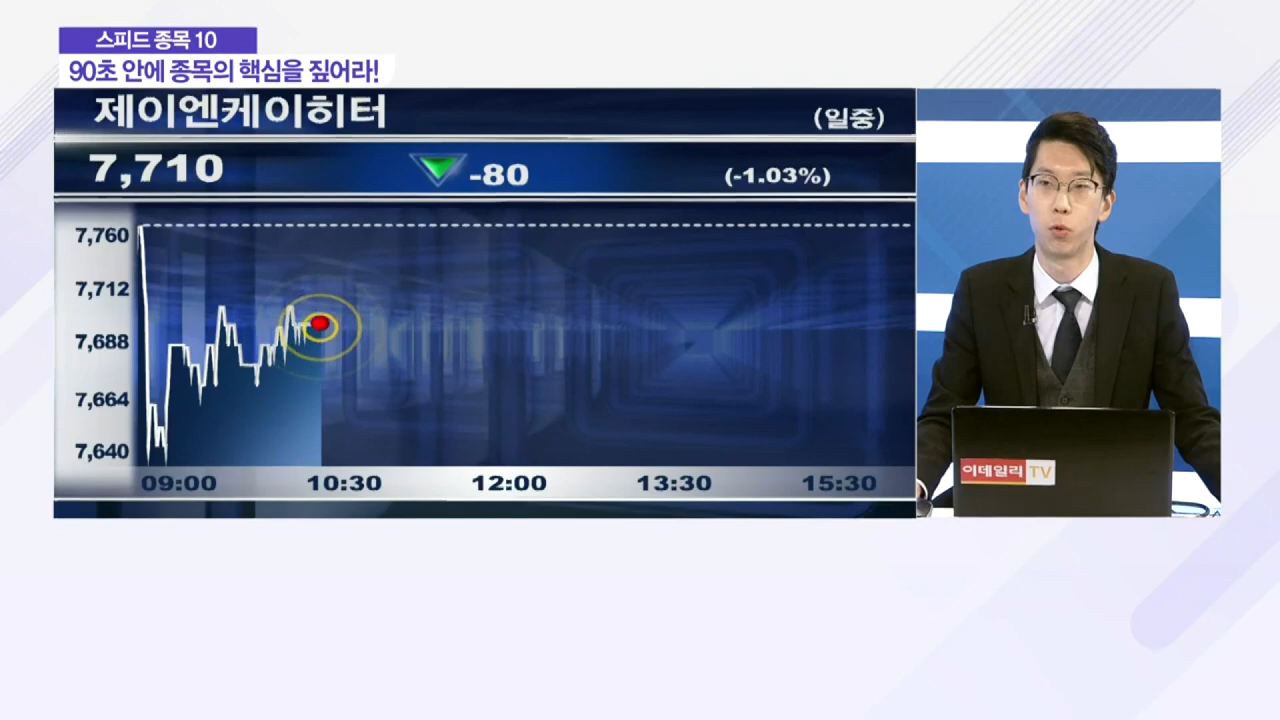 스피드 종목 10
90초 안에 종목의 핵심을 짚어라!
제이엔케이히터 (일중)
7,710 -80 (-1.03%)
7,760
7,712
7,688
7,664
7,640
09:00 10:30 12:00 13:30 15:30
이데일리 TV